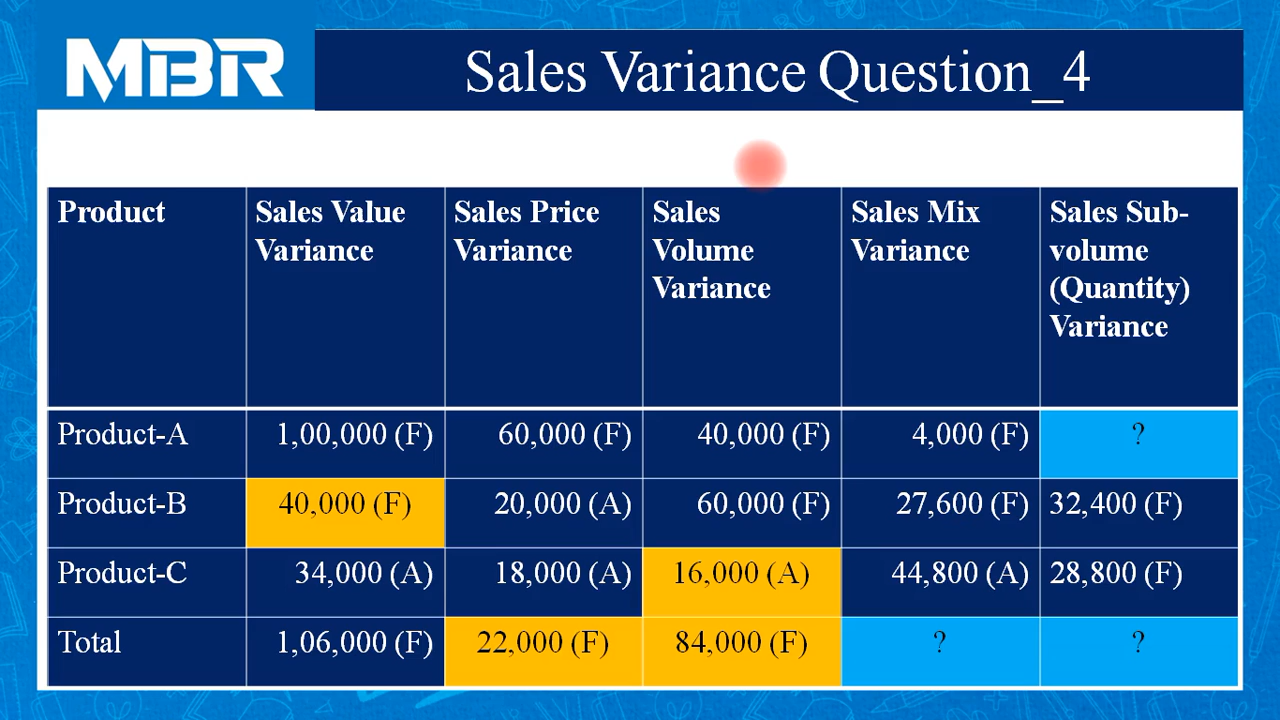 MBR
Sales Variance Question_4
Product
Sales Value
Variance
Sales Price
Variance
Sales
Volume
Variance
Sales Mix
Variance
Sales Sub-
volume
(Quantity)
Variance
Product-A 1,00,000 (F) 60,000 (F) 40,000 (F) 4,000 (F) ?
Product-B 40,000 (F) 20,000 (A) 60,000 (F) 27,600 (F) 32,400 (F)
Product-C 34,000 (A) 18,000 (A) 16,000 (A) 44,800 (A) 28,800 (F)
Total 1,06,000 (F) 22,000 (F) 84,000 (F) ? ?